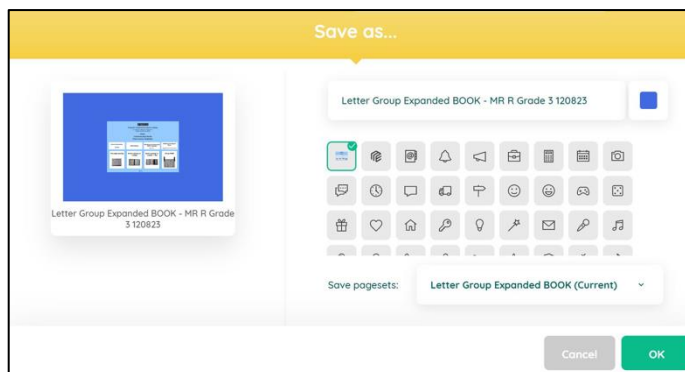 Save as...
Letter Group Expanded BOOK - MR R Grade 3 120823
Letter Group Expanded BOOK - MR R Grade
3 120823
Save pagesets:
Letter Group Expanded BOOK (Current)
Cancel
OK